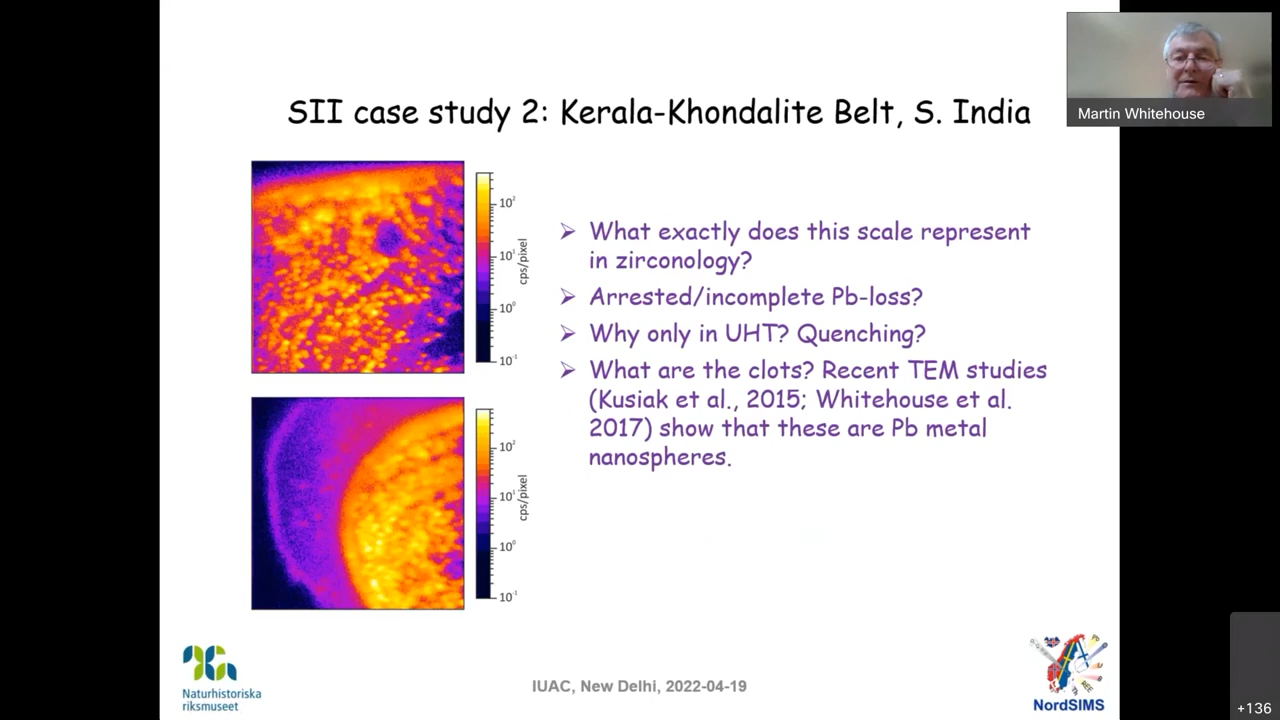 Martin Whitehouse
SII case study 2: Kerala-Khondalite Belt, S. India
10²
10¹
10⁰
10⁻¹
cps/pixel
10²
10¹
10⁰
10⁻¹
cps/pixel
➢ What exactly does this scale represent
in zirconology?
➢ Arrested/incomplete Pb-loss?
➢ Why only in UHT? Quenching?
➢ What are the clots? Recent TEM studies
(Kusiak et al., 2015; Whitehouse et al.
2017) show that these are Pb metal
nanospheres.
Naturhistoriska
riksmuseet
IUAC, New Delhi, 2022-04-19
NordSIMS
+136